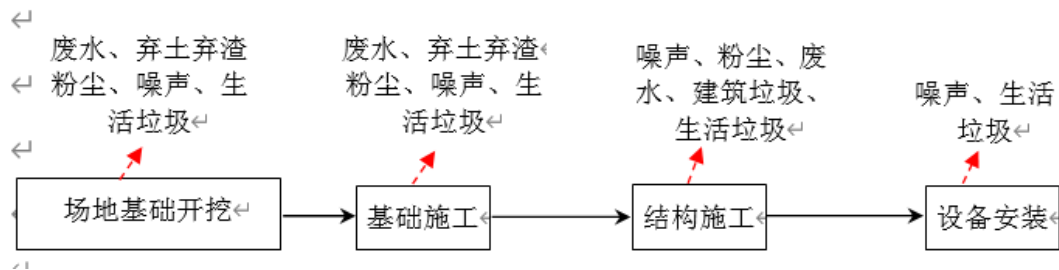 废水、弃土弃渣
粉尘、噪声、生
活垃圾
废水、弃土弃渣
粉尘、噪声、生
活垃圾
噪声、粉尘、废
水、建筑垃圾、
生活垃圾
噪声、生活
垃圾
场地基础开挖
基础施工
结构施工
设备安装